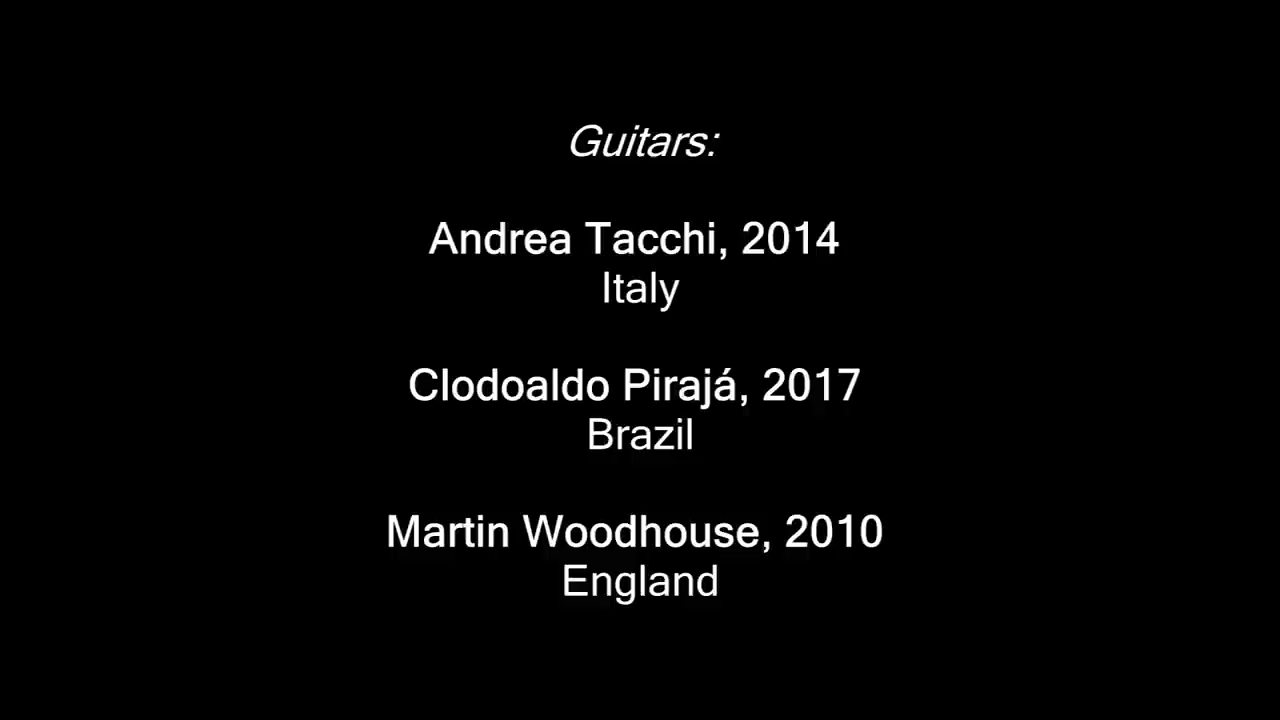 Guitars:
Andrea Tacchi, 2014
Italy
Clodoaldo Pirajá, 2017
Brazil
Martin Woodhouse, 2010
England